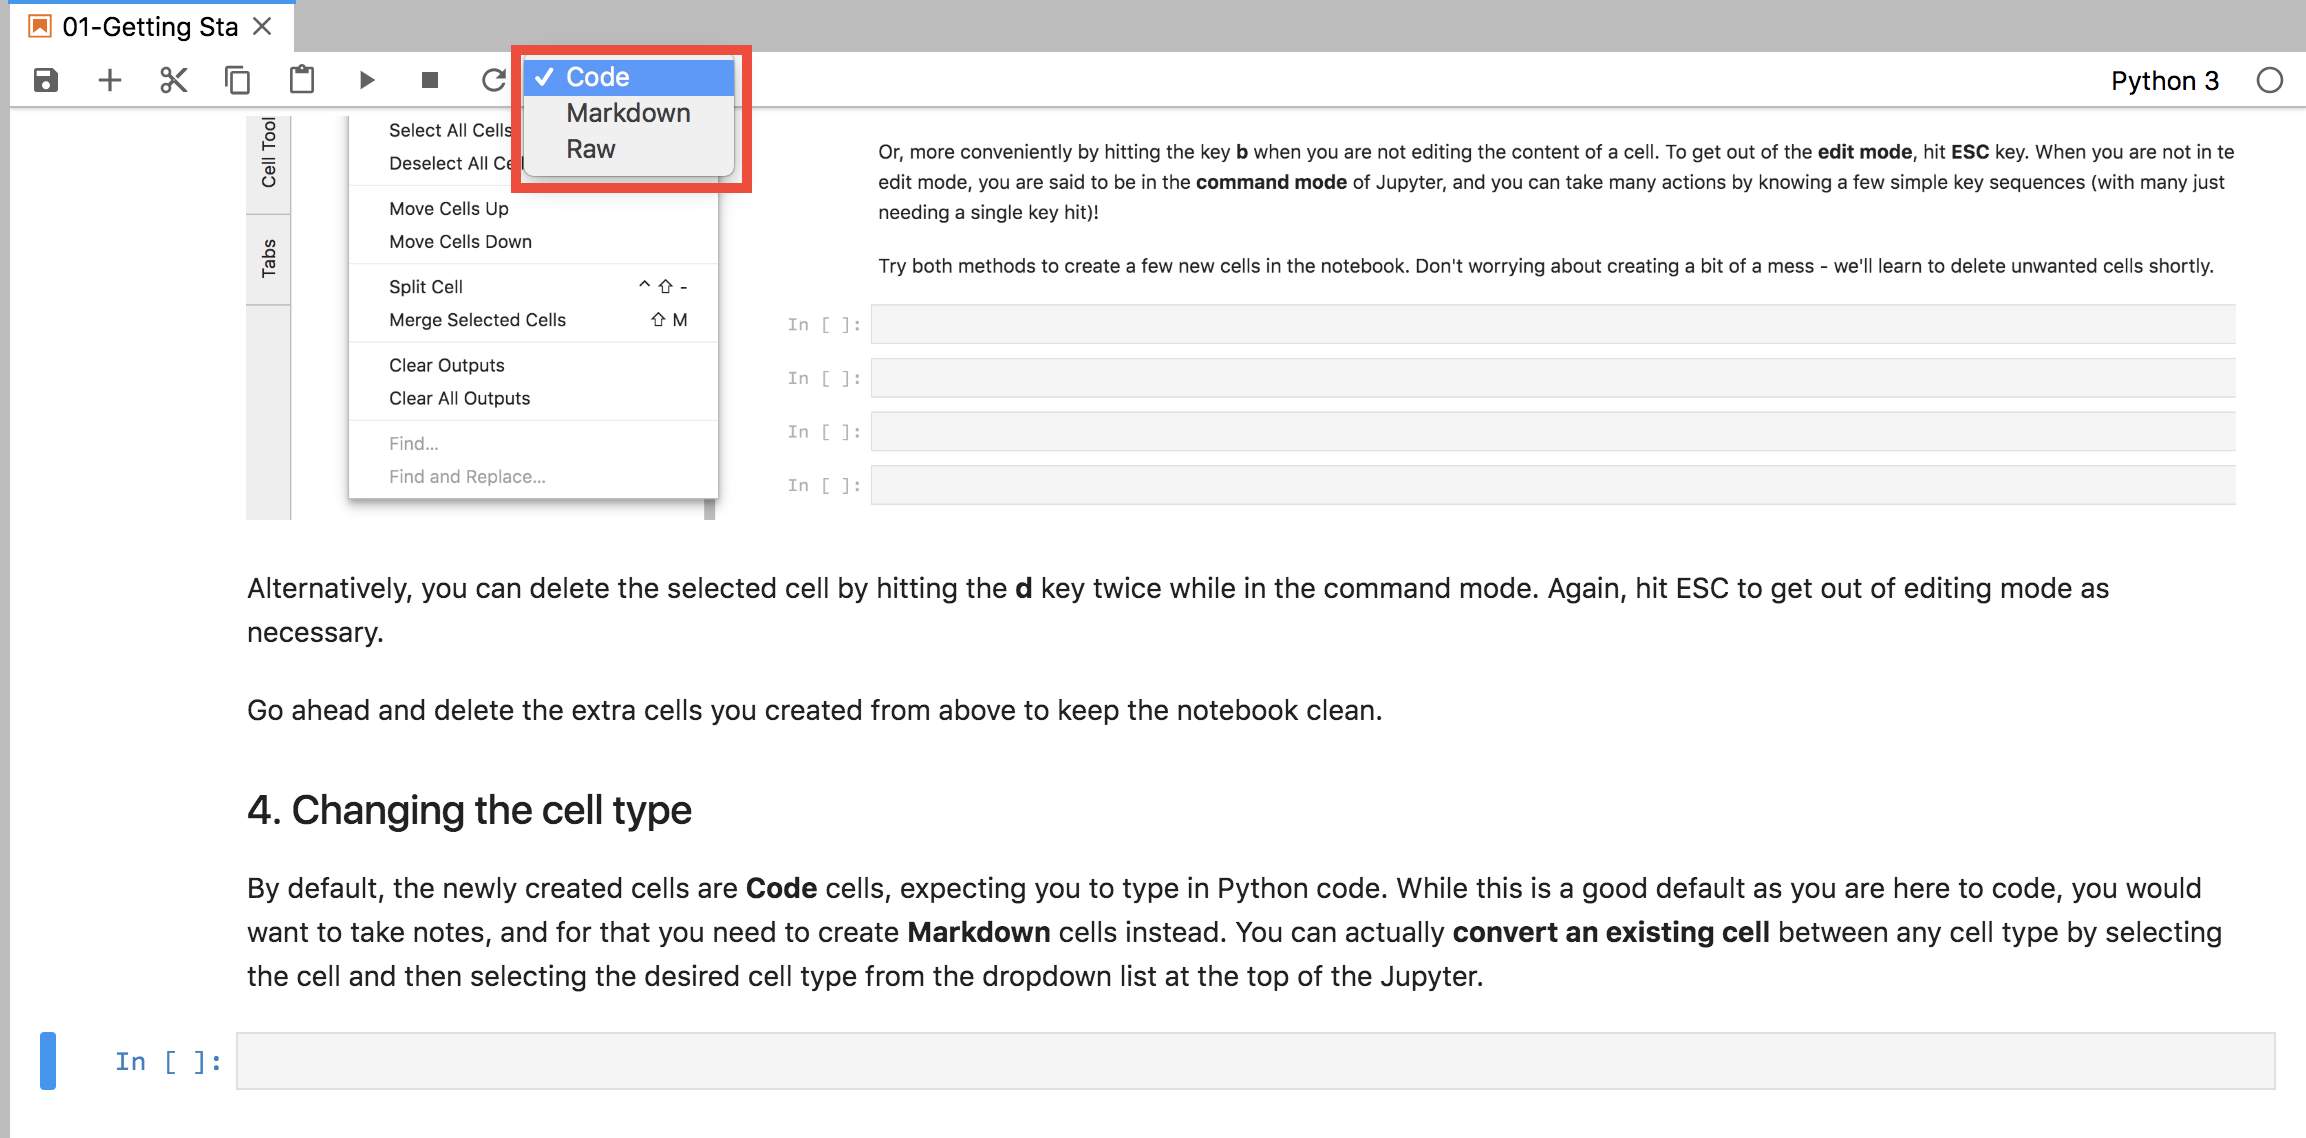 01-Getting Sta
Code
Markdown
Raw
Python 3
Cell Tool
Tabs
Select All Cells
Deselect All Cel
Move Cells Up
Move Cells Down
Split Cell ^ ⇧ -
Merge Selected Cells ⇧ M
Clear Outputs
Clear All Outputs
Find...
Find and Replace...
Or, more conveniently by hitting the key b when you are not editing the content of a cell. To get out of the edit mode, hit ESC key. When you are not in te
edit mode, you are said to be in the command mode of Jupyter, and you can take many actions by knowing a few simple key sequences (with many just
needing a single key hit)!
Try both methods to create a few new cells in the notebook. Don't worrying about creating a bit of a mess - we'll learn to delete unwanted cells shortly.
In [ ]:
In [ ]:
In [ ]:
In [ ]:
Alternatively, you can delete the selected cell by hitting the d key twice while in the command mode. Again, hit ESC to get out of editing mode as
necessary.
Go ahead and delete the extra cells you created from above to keep the notebook clean.
4. Changing the cell type
By default, the newly created cells are Code cells, expecting you to type in Python code. While this is a good default as you are here to code, you would
want to take notes, and for that you need to create Markdown cells instead. You can actually convert an existing cell between any cell type by selecting
the cell and then selecting the desired cell type from the dropdown list at the top of the Jupyter.
In [ ]: